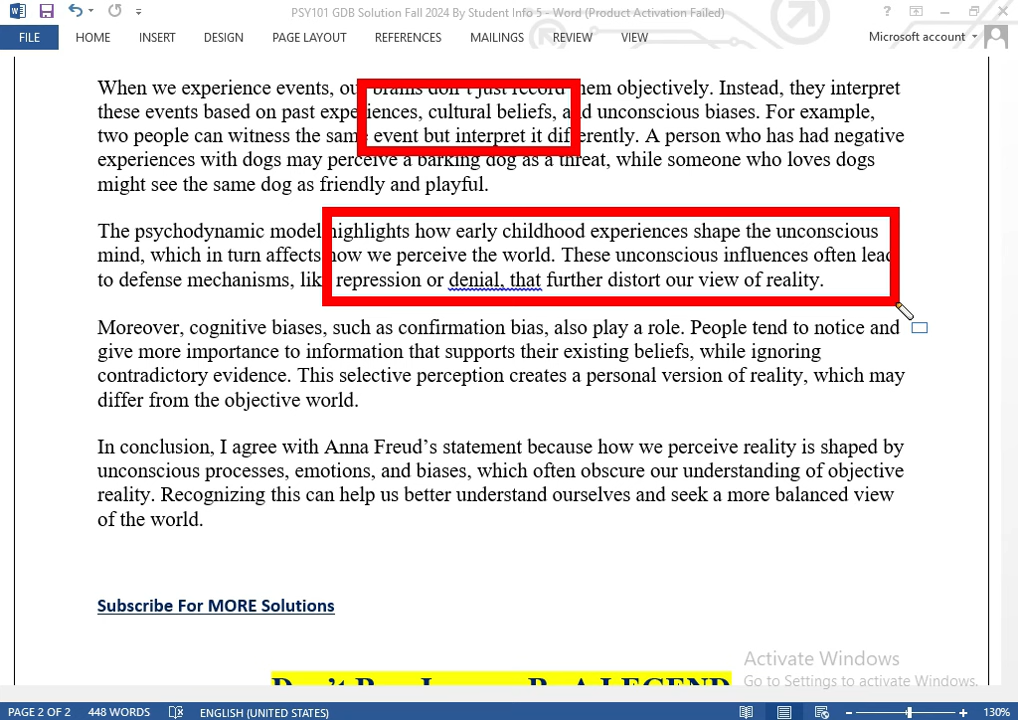 PSY101 GDB Solution Fall 2024 By Student Info 5 - Word (Product Activation Failed)
FILE HOME INSERT DESIGN PAGE LAYOUT REFERENCES MAILINGS REVIEW VIEW Microsoft account
When we experience events, our brains don't just record them objectively. Instead, they interpret
these events based on past experiences, cultural beliefs, and unconscious biases. For example,
two people can witness the same event but interpret it differently. A person who has had negative
experiences with dogs may perceive a barking dog as a threat, while someone who loves dogs
might see the same dog as friendly and playful.
The psychodynamic model highlights how early childhood experiences shape the unconscious
mind, which in turn affects how we perceive the world. These unconscious influences often lead
to defense mechanisms, like repression or denial, that further distort our view of reality.
Moreover, cognitive biases, such as confirmation bias, also play a role. People tend to notice and
give more importance to information that supports their existing beliefs, while ignoring
contradictory evidence. This selective perception creates a personal version of reality, which may
differ from the objective world.
In conclusion, I agree with Anna Freud's statement because how we perceive reality is shaped by
unconscious processes, emotions, and biases, which often obscure our understanding of objective
reality. Recognizing this can help us better understand ourselves and seek a more balanced view
of the world.
Subscribe For MORE Solutions
Activate Windows
Go to Settings to activate Windows.
PAGE 2 OF 2 448 WORDS ENGLISH (UNITED STATES) 130%